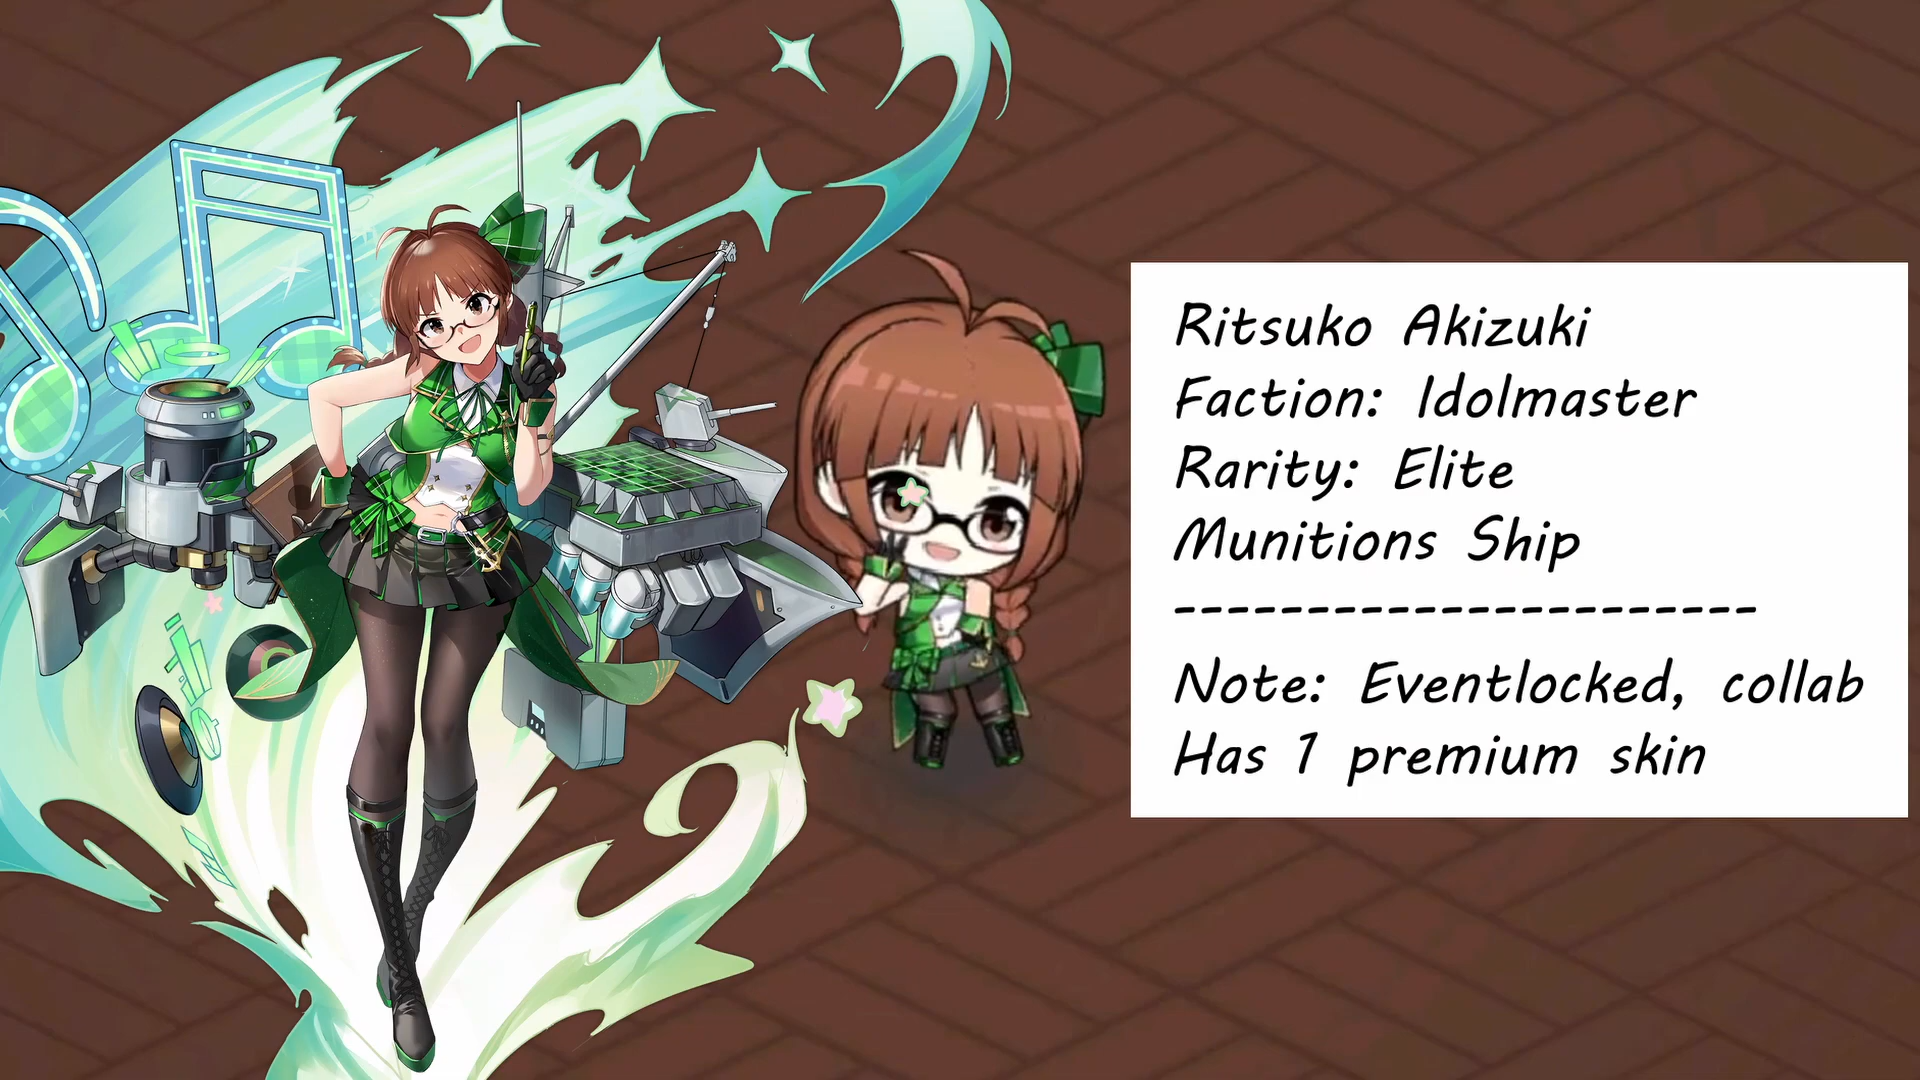 Ritsuko Akizuki
Faction: Idolmaster
Rarity: Elite
Munitions Ship
----------------------
Note: Eventlocked, collab
Has 1 premium skin